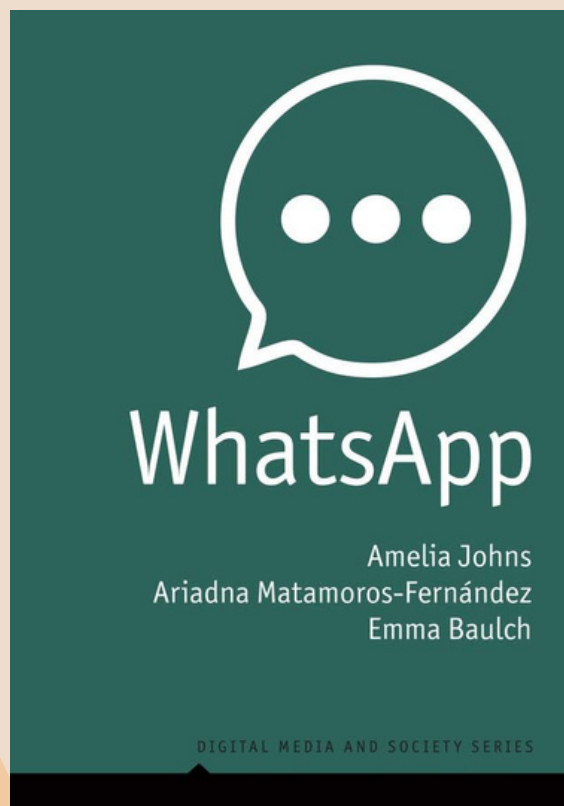 WhatsApp
Amelia Johns
Ariadna Matamoros-Fernández
Emma Baulch
DIGITAL MEDIA AND SOCIETY SERIES